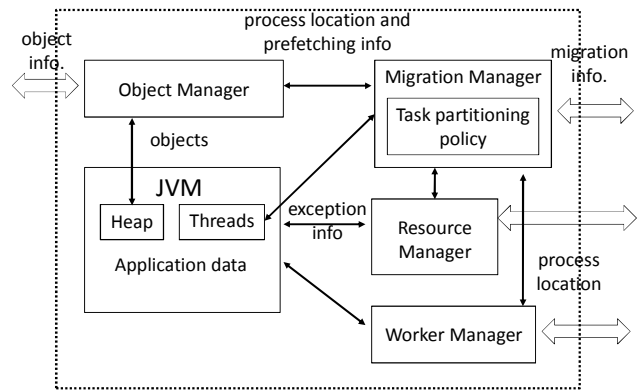 process location and
prefetching info
object
info.
migration
info.
Object Manager
Migration Manager
Task partitioning
policy
objects
JVM
Heap
Threads
exception
info
Resource
Manager
Application data
process
location
Worker Manager